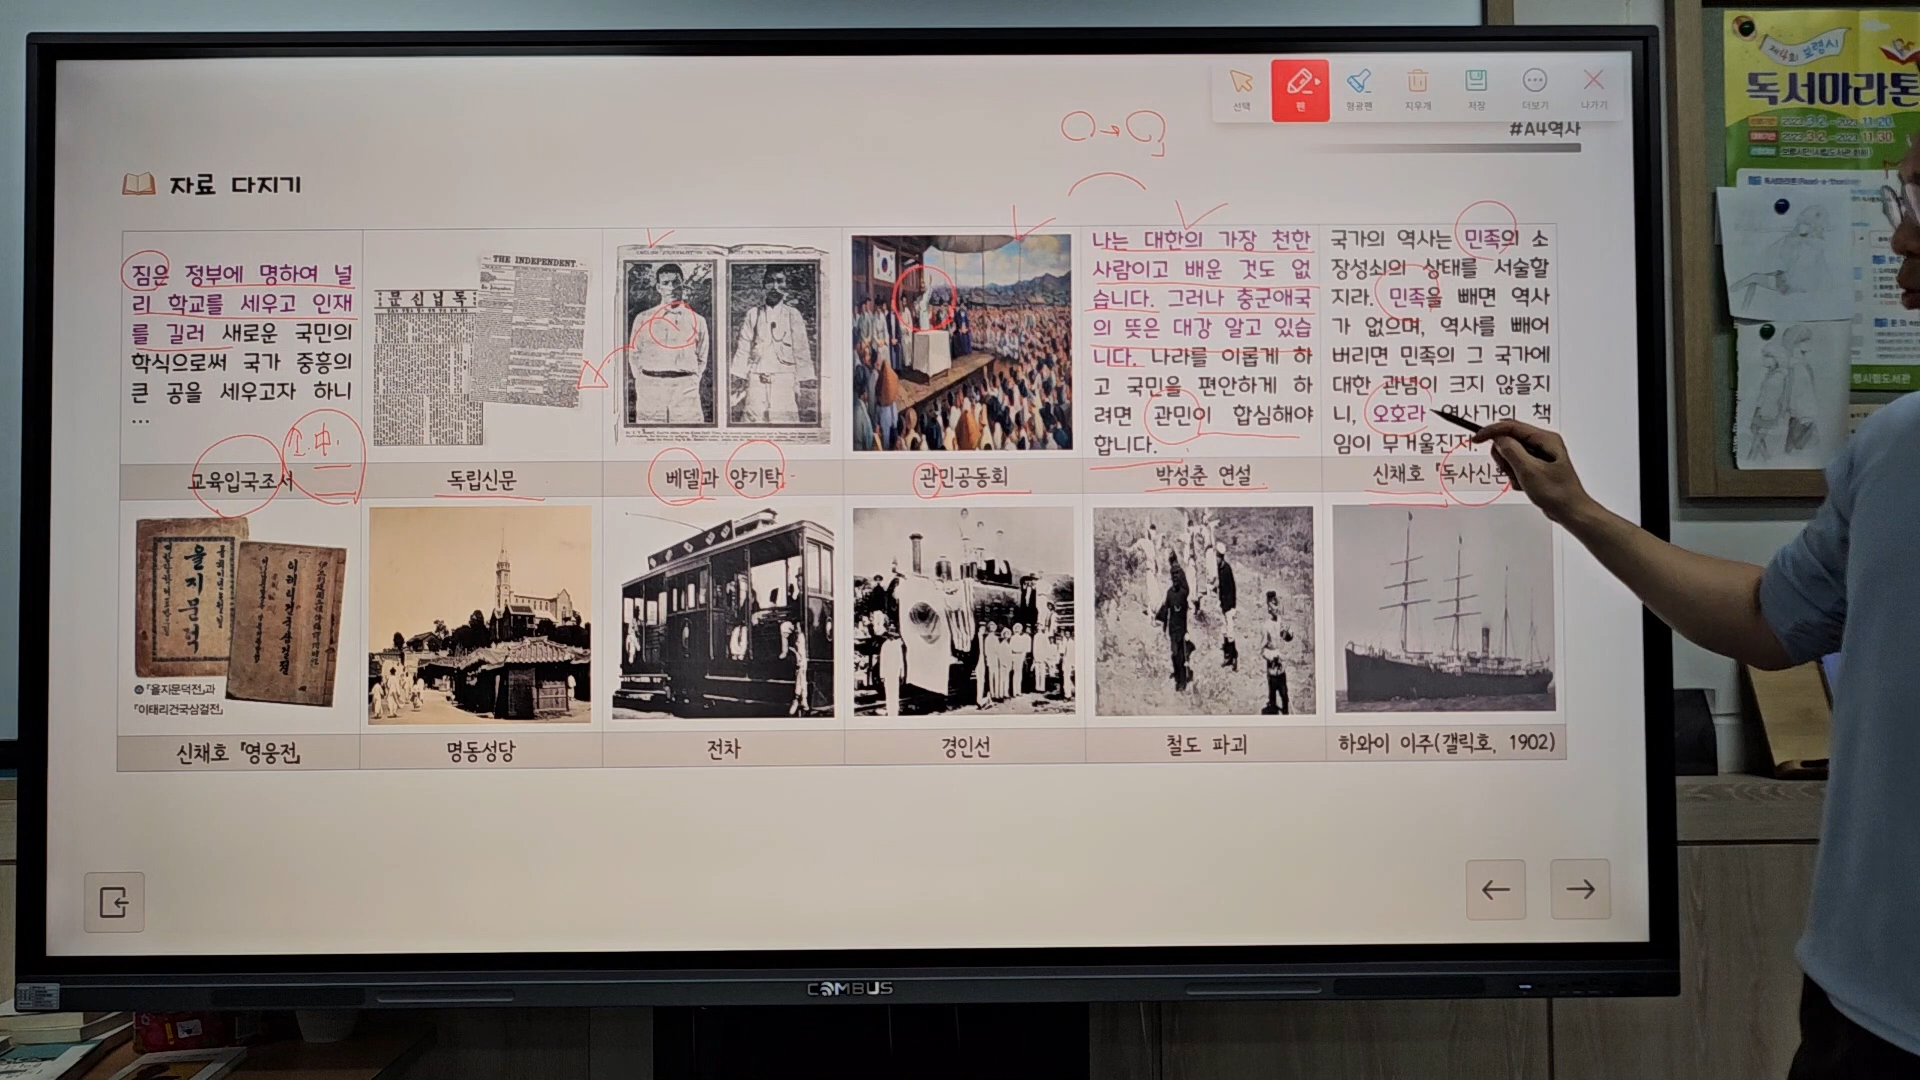 선택
펜
형광펜
지우개
저장
더보기
나가기
#A4역사
자료 다지기
짐은 정부에 명하여 널
리 학교를 세우고 인재
를 길러 새로운 국민의
학식으로써 국가 중흥의
큰 공을 세우고자 하니
…
교육입국조서
THE INDEPENDENT.
문신닙독
독립신문
베델과 양기탁
관민공동회
나는 대한의 가장 천한
사람이고 배운 것도 없
습니다. 그러나 충군애국
의 뜻은 대강 알고 있습
니다. 나라를 이롭게 하
고 국민을 편안하게 하
려면 관민이 합심해야
합니다.
박성춘 연설
국가의 역사는 민족의 소
장성쇠의 상태를 서술할
지라. 민족을 빼면 역사
가 없으며, 역사를 빼어
버리면 민족의 그 국가에
대한 관념이 크지 않을지
니, 오호라 역사가의 책
임이 무거울진저.
신채호 『독사신론
을지문덕
『을지문덕전』과
『이태리건국삼걸전』
신채호 『영웅전』
명동성당
전차
경인선
철도 파괴
하와이 이주(갤릭호, 1902)
COMBUS
제4회 보령시
독서마라톤